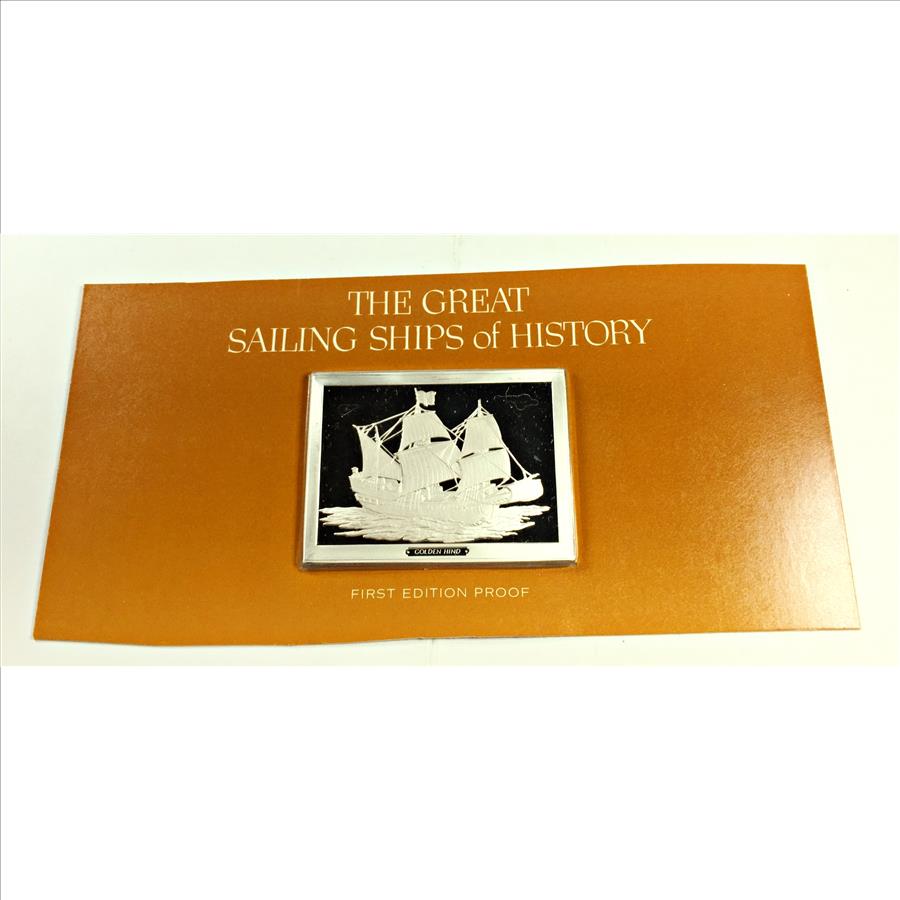 THE GREAT
SAILING SHIPS of HISTORY
GOLDEN HIND
FIRST EDITION PROOF